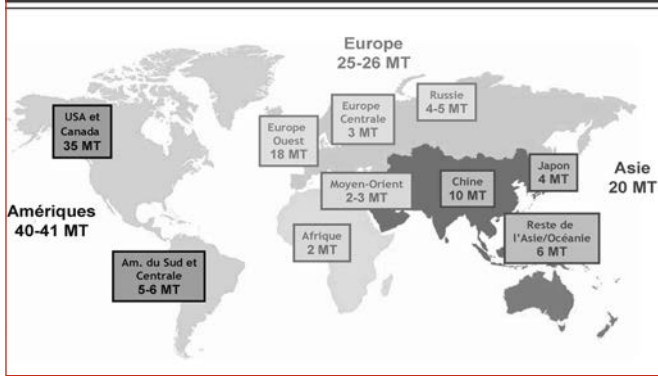 Europe
25-26 MT
USA et
Canada
35 MT
Europe
Ouest
18 MT
Europe
Centrale
3 MT
Russie
4-5 MT
Moyen-Orient
2-3 MT
Chine
10 MT
Japon
4 MT
Asie
20 MT
Amériques
40-41 MT
Afrique
2 MT
Reste de
l'Asie/Océanie
6 MT
Am. du Sud et
Centrale
5-6 MT